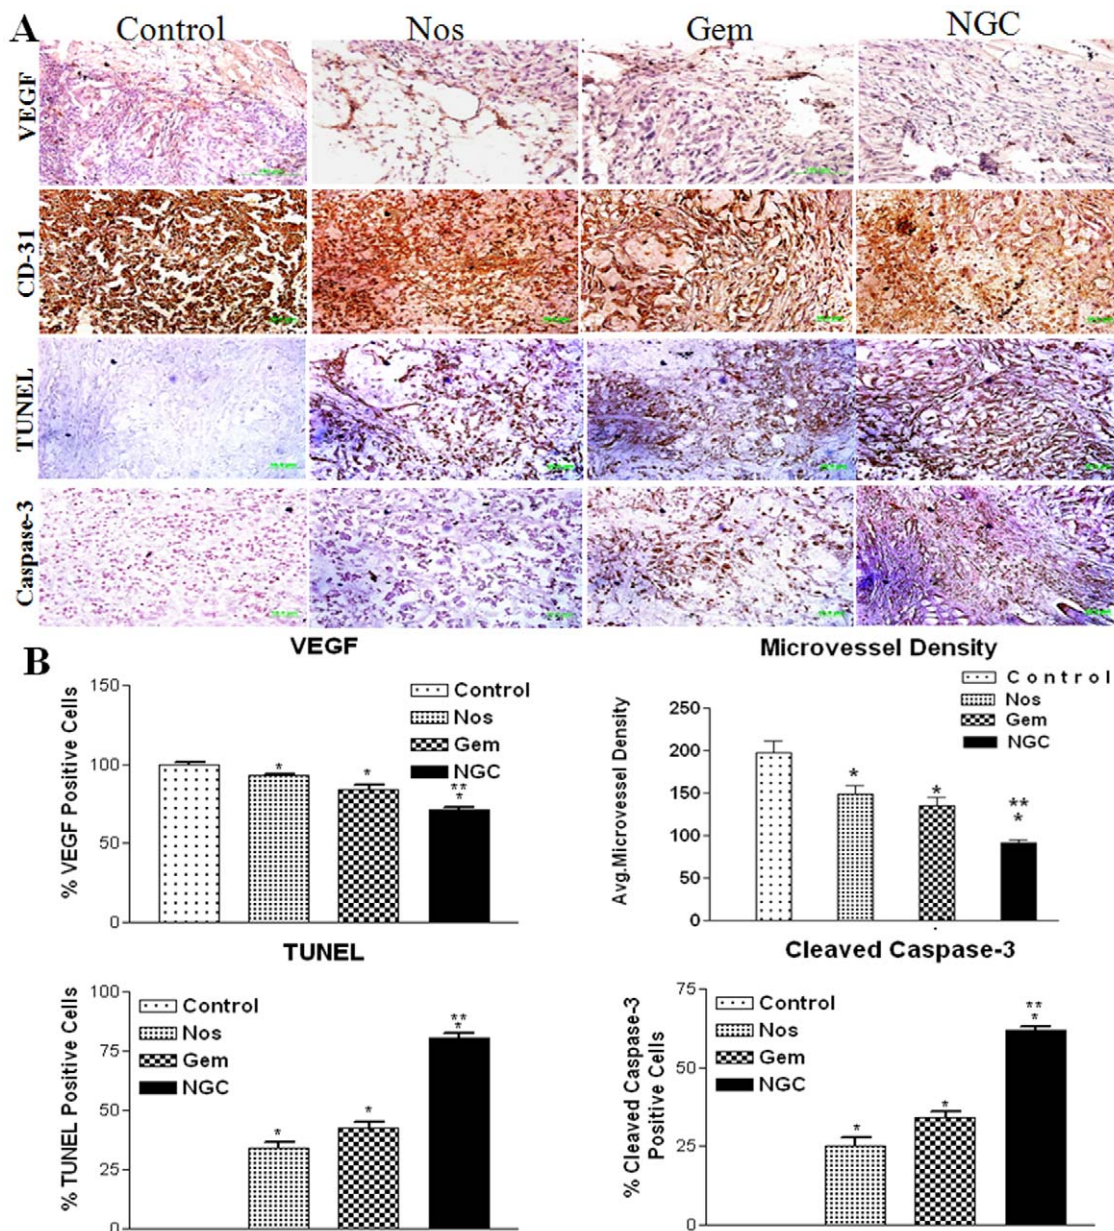 A
Control
Nos
Gem
NGC
VEGF
CD-31
TUNEL
Caspase-3
B
VEGF
% VEGF Positive Cells
150
100
50
0
Control
Nos
Gem
NGC
*
*
**
*
Microvessel Density
Avg.Microvessel Density
250
200
150
100
50
0
Control
Nos
Gem
NGC
*
*
**
*
TUNEL
% TUNEL Positive Cells
100
75
50
25
0
Control
Nos
Gem
NGC
*
*
**
*
Cleaved Caspase-3
% Cleaved Caspase-3
Positive Cells
75
50
25
0
Control
Nos
Gem
NGC
*
*
**
*